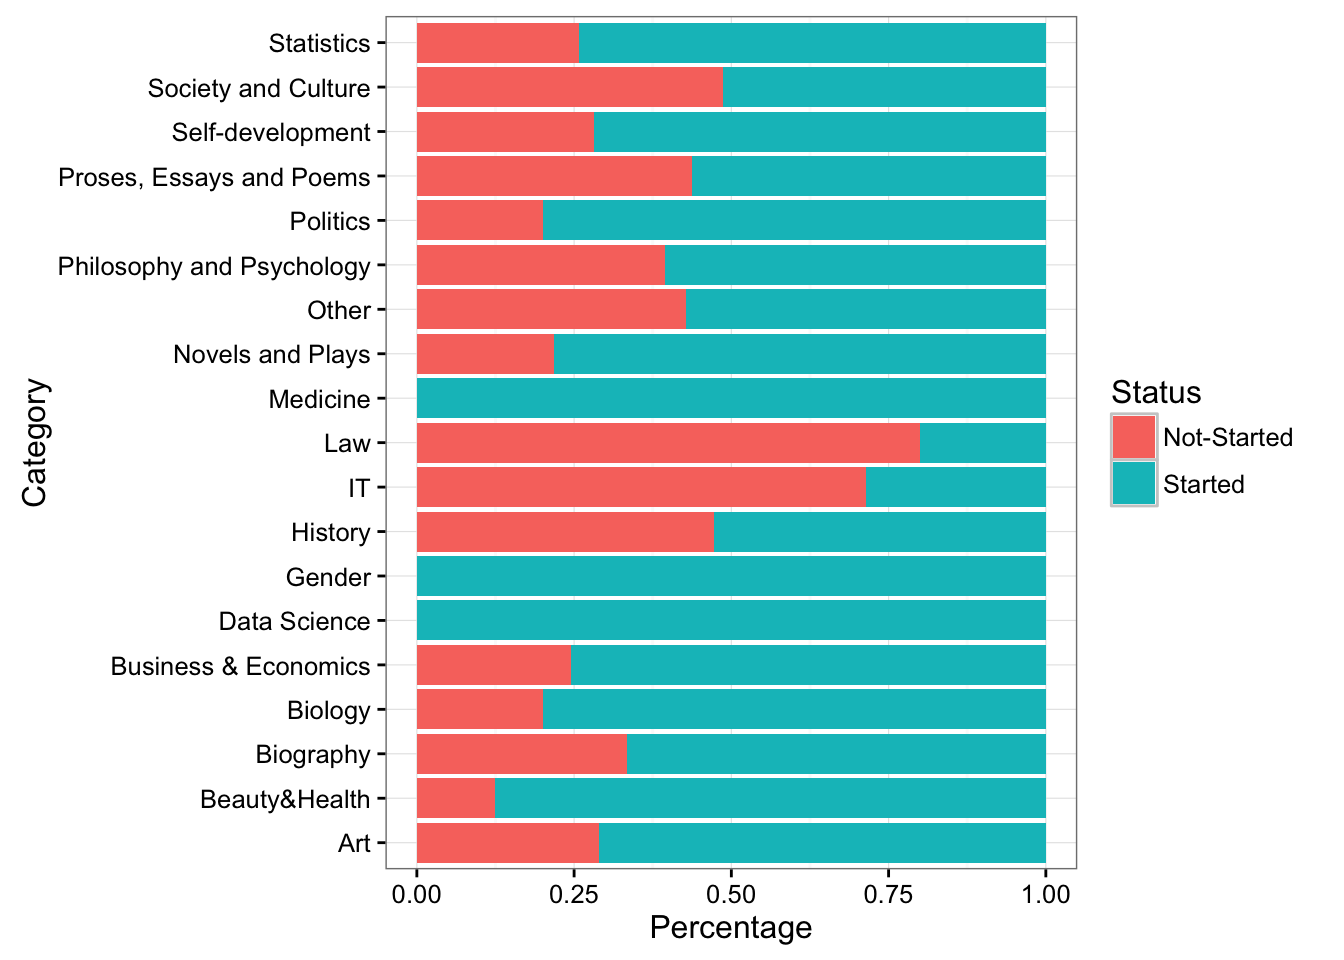 Statistics
Society and Culture
Self-development
Proses, Essays and Poems
Politics
Philosophy and Psychology
Other
Novels and Plays
Medicine
Law
IT
History
Gender
Data Science
Business & Economics
Biology
Biography
Beauty&Health
Art
Category
0.00 0.25 0.50 0.75 1.00
Percentage
Status
Not-Started
Started